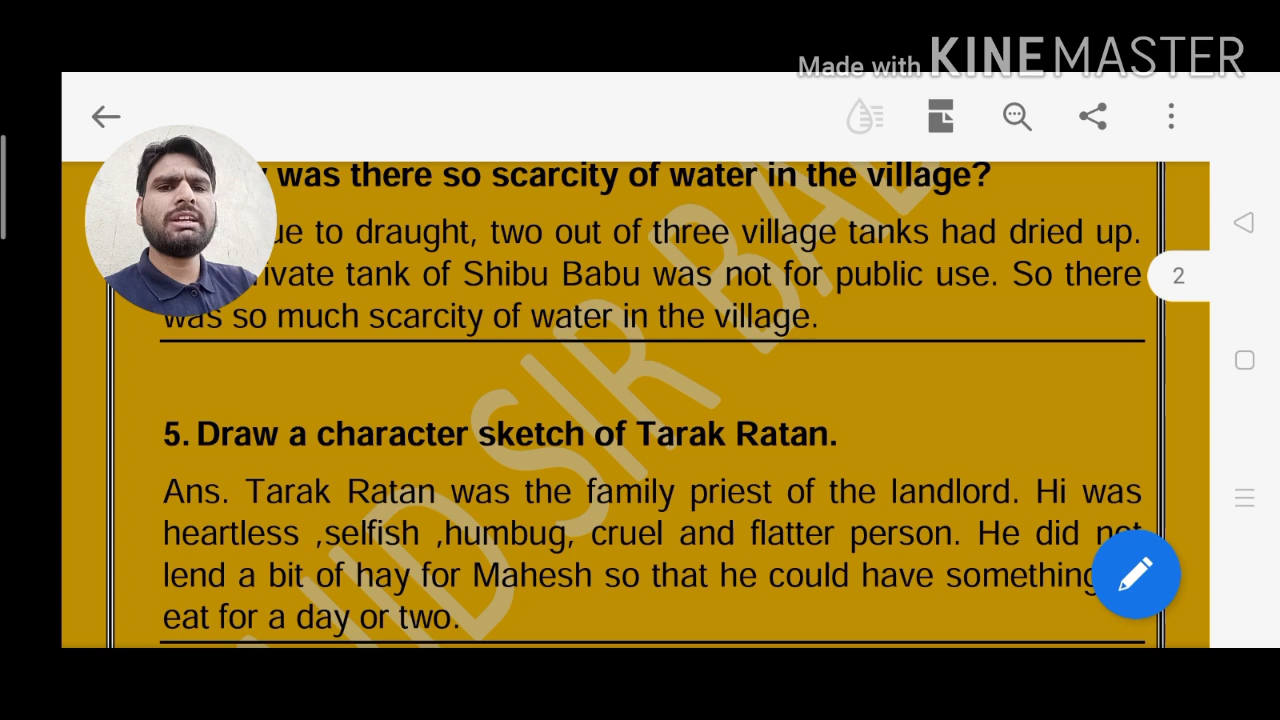 Made with KINEMASTER
was there so scarcity of water in the village?
to draught, two out of three village tanks had dried up.
tank of Shibu Babu was not for public use. So there
2
was so much scarcity of water in the village.
5. Draw a character sketch of Tarak Ratan.
Ans. Tarak Ratan was the family priest of the landlord. Hi was
heartless ,selfish ,humbug, cruel and flatter person. He did not
lend a bit of hay for Mahesh so that he could have something
eat for a day or two.
SIR